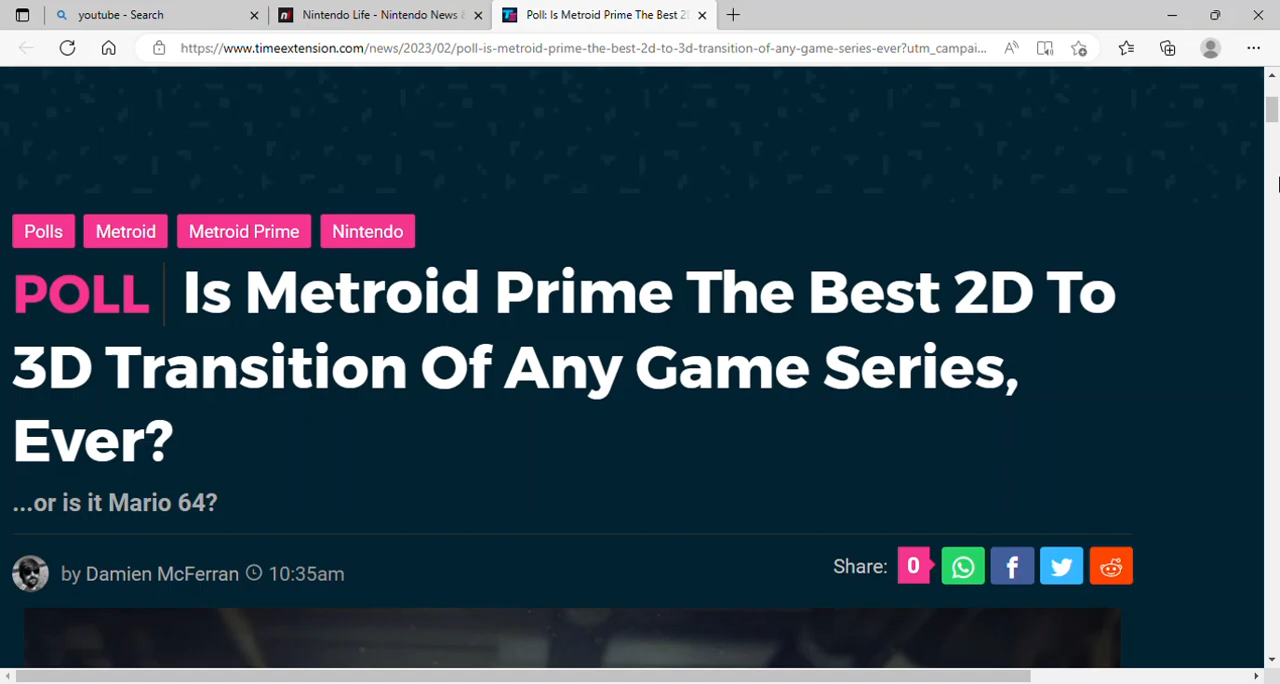 youtube - Search
Nintendo Life - Nintendo News &
Poll: Is Metroid Prime The Best 2D
https://www.timeextension.com/news/2023/02/poll-is-metroid-prime-the-best-2d-to-3d-transition-of-any-game-series-ever?utm_campai...
Polls Metroid Metroid Prime Nintendo
POLL Is Metroid Prime The Best 2D To
3D Transition Of Any Game Series,
Ever?
...or is it Mario 64?
by Damien McFerran 10:35am
Share: 0